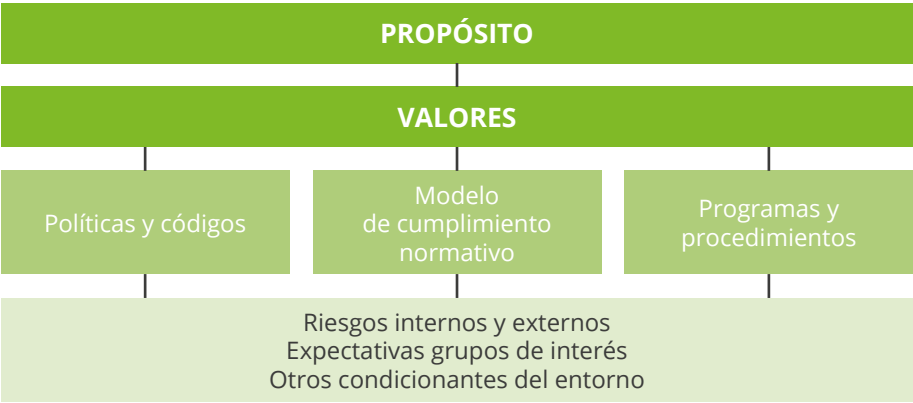 PROPÓSITO
VALORES
Políticas y códigos
Modelo
de cumplimiento
normativo
Programas y
procedimientos
Riesgos internos y externos
Expectativas grupos de interés
Otros condicionantes del entorno